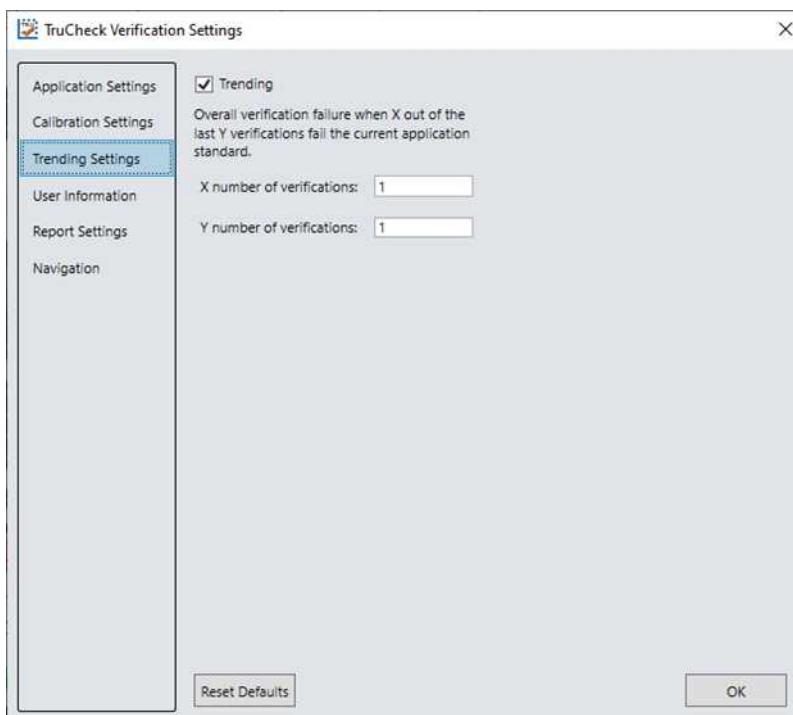 TruCheck Verification Settings
Application Settings
Calibration Settings
Trending Settings
User Information
Report Settings
Navigation
Trending
Overall verification failure when X out of the
last Y verifications fail the current application
standard.
X number of verifications: 1
Y number of verifications: 1
Reset Defaults
OK